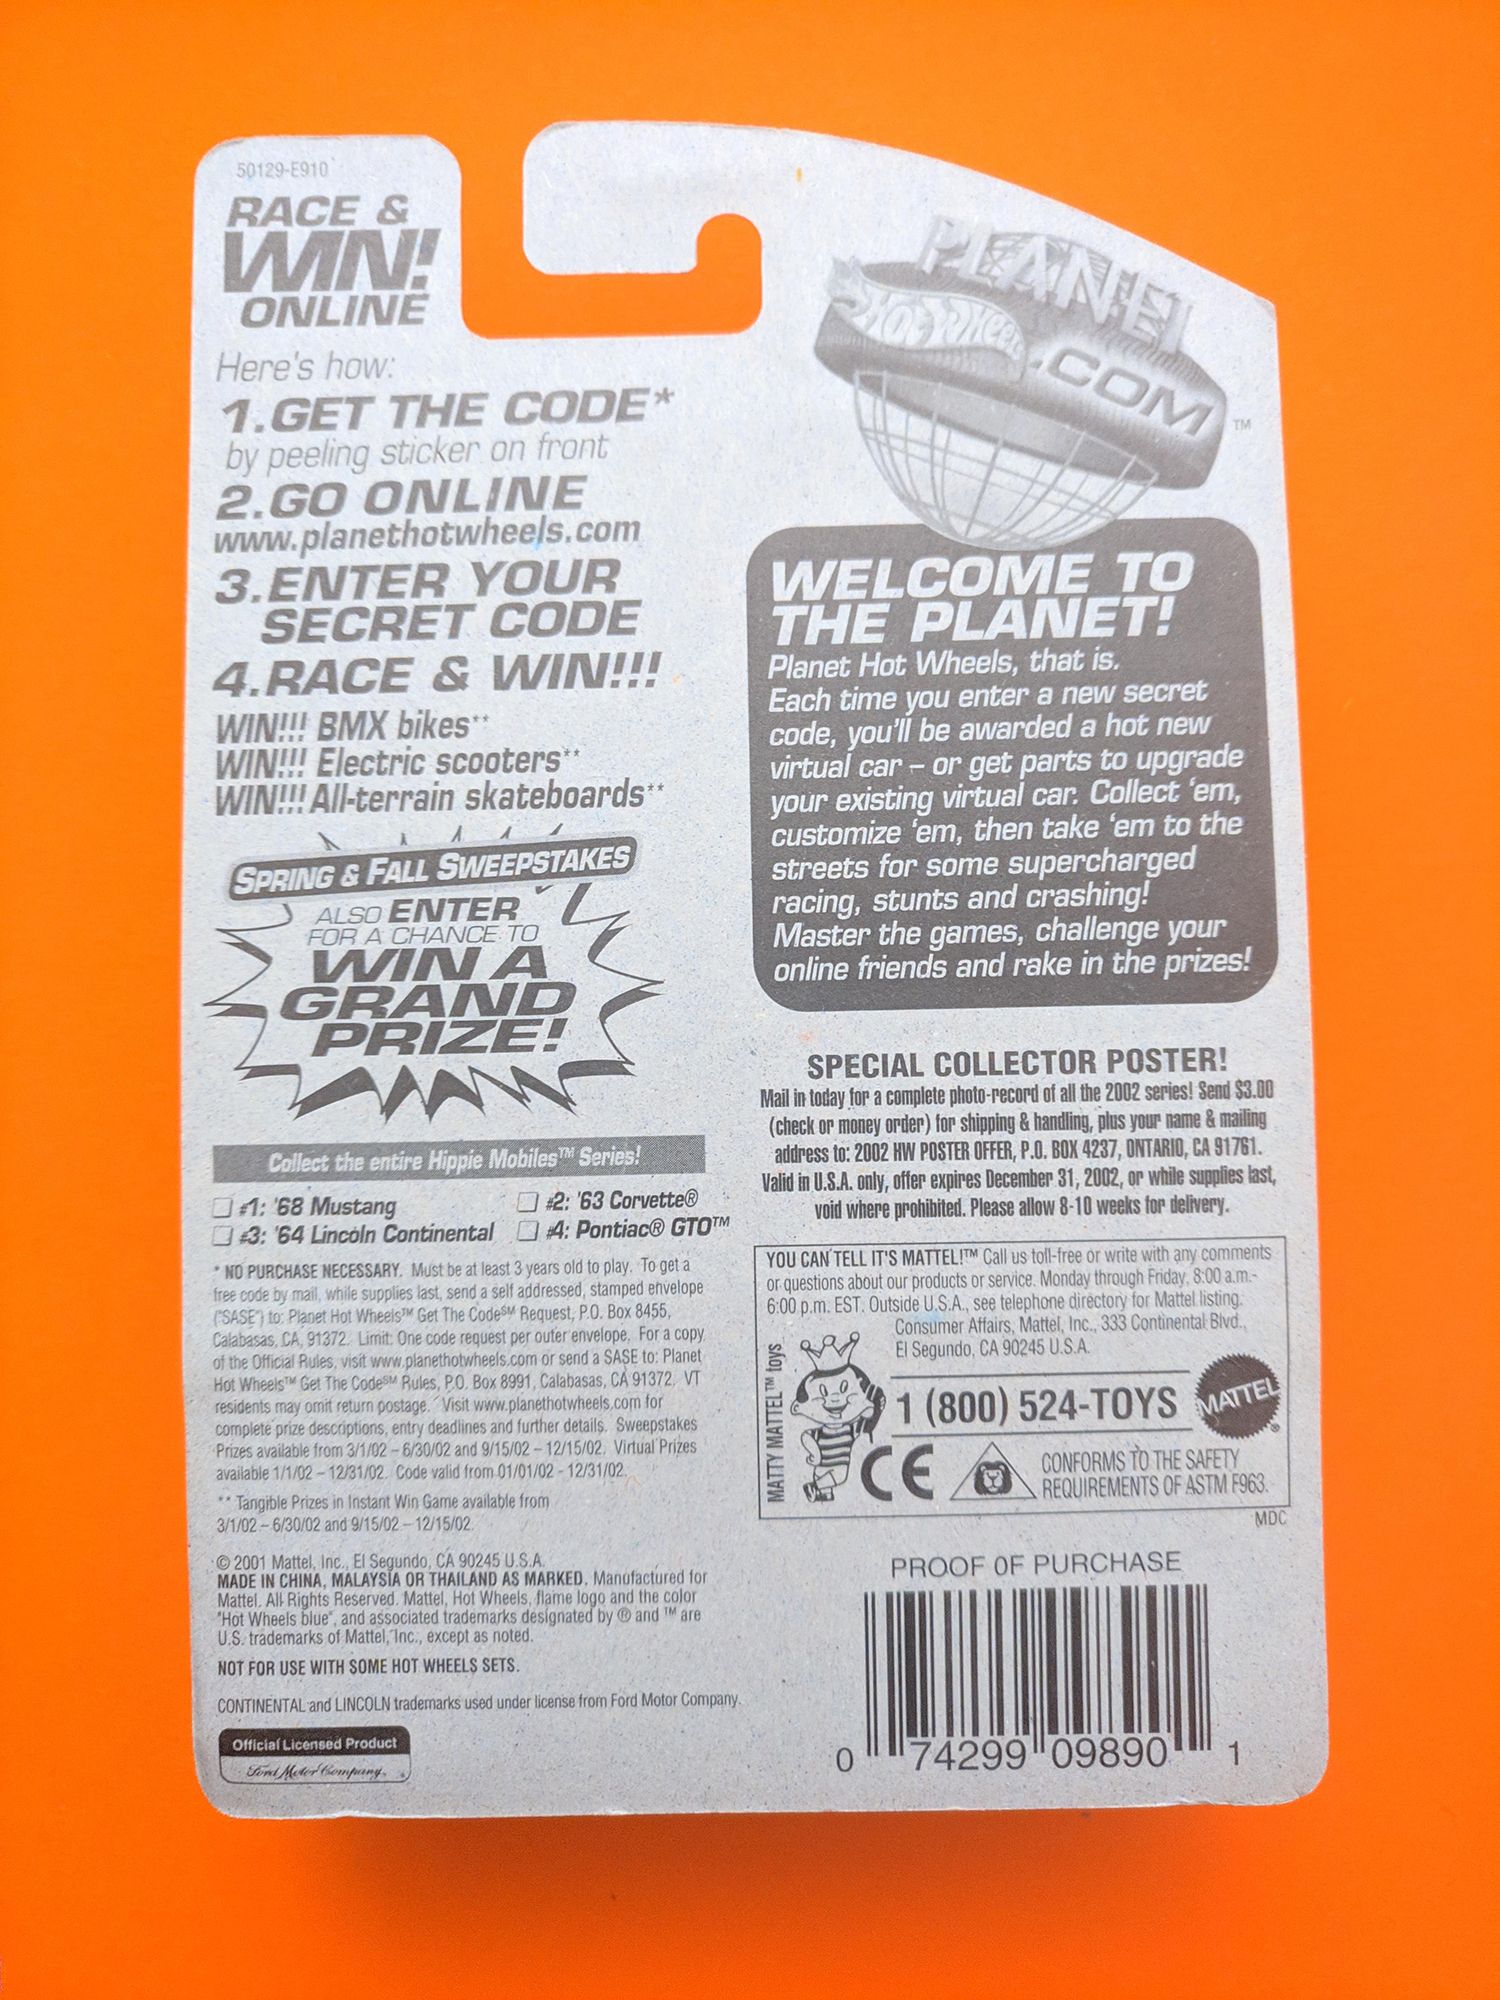 50129-E910
RACE &
WIN!
ONLINE
Here's how:
1.GET THE CODE*
by peeling sticker on front
2.GO ONLINE
www.planethotwheels.com
3.ENTER YOUR
SECRET CODE
4.RACE & WIN!!!
WIN!!! BMX bikes**
WIN!!! Electric scooters**
WIN!!! All-terrain skateboards**
SPRING & FALL SWEEPSTAKES
ALSO ENTER
FOR A CHANCE TO
WIN A
GRAND
PRIZE!
Collect the entire Hippie Mobiles™ Series!
#1: '68 Mustang #2: '63 Corvette®
#3: '64 Lincoln Continental #4: Pontiac® GTO™
* NO PURCHASE NECESSARY. Must be at least 3 years old to play. To get a
free code by mail, while supplies last, send a self addressed, stamped envelope
("SASE") to: Planet Hot Wheels™ Get The Code℠ Request, P.O. Box 8455,
Calabasas, CA, 91372. Limit: One code request per outer envelope. For a copy
of the Official Rules, visit www.planethotwheels.com or send a SASE to: Planet
Hot Wheels™ Get The Code℠ Rules, P.O. Box 8991, Calabasas, CA 91372. VT
residents may omit return postage. Visit www.planethotwheels.com for
complete prize descriptions, entry deadlines and further details. Sweepstakes
Prizes available from 3/1/02 – 6/30/02 and 9/15/02 – 12/15/02. Virtual Prizes
available 1/1/02 – 12/31/02. Code valid from 01/01/02 - 12/31/02.
** Tangible Prizes in Instant Win Game available from
3/1/02 – 6/30/02 and 9/15/02 – 12/15/02.
© 2001 Mattel, Inc., El Segundo, CA 90245 U.S.A.
MADE IN CHINA, MALAYSIA OR THAILAND AS MARKED. Manufactured for
Mattel. All Rights Reserved. Mattel, Hot Wheels, flame logo and the color
"Hot Wheels blue", and associated trademarks designated by ® and ™ are
U.S. trademarks of Mattel, Inc., except as noted.
NOT FOR USE WITH SOME HOT WHEELS SETS.
CONTINENTAL and LINCOLN trademarks used under license from Ford Motor Company.
Official Licensed Product
Ford Motor Company
PLANET
HOT WHEELS
.COM™
WELCOME TO
THE PLANET!
Planet Hot Wheels, that is.
Each time you enter a new secret
code, you'll be awarded a hot new
virtual car – or get parts to upgrade
your existing virtual car. Collect 'em,
customize 'em, then take 'em to the
streets for some supercharged
racing, stunts and crashing!
Master the games, challenge your
online friends and rake in the prizes!
SPECIAL COLLECTOR POSTER!
Mail in today for a complete photo-record of all the 2002 series! Send $3.00
(check or money order) for shipping & handling, plus your name & mailing
address to: 2002 HW POSTER OFFER, P.O. BOX 4237, ONTARIO, CA 91761.
Valid in U.S.A. only, offer expires December 31, 2002, or while supplies last,
void where prohibited. Please allow 8-10 weeks for delivery.
YOU CAN TELL IT'S MATTEL!™ Call us toll-free or write with any comments
or questions about our products or service. Monday through Friday, 8:00 a.m.-
6:00 p.m. EST. Outside U.S.A., see telephone directory for Mattel listing.
Consumer Affairs, Mattel, Inc., 333 Continental Blvd.,
El Segundo, CA 90245 U.S.A.
MATTY MATTEL™ toys
1 (800) 524-TOYS
MATTEL®
CE
CONFORMS TO THE SAFETY
REQUIREMENTS OF ASTM F963.
MDC
PROOF OF PURCHASE
0 74299 09890 1